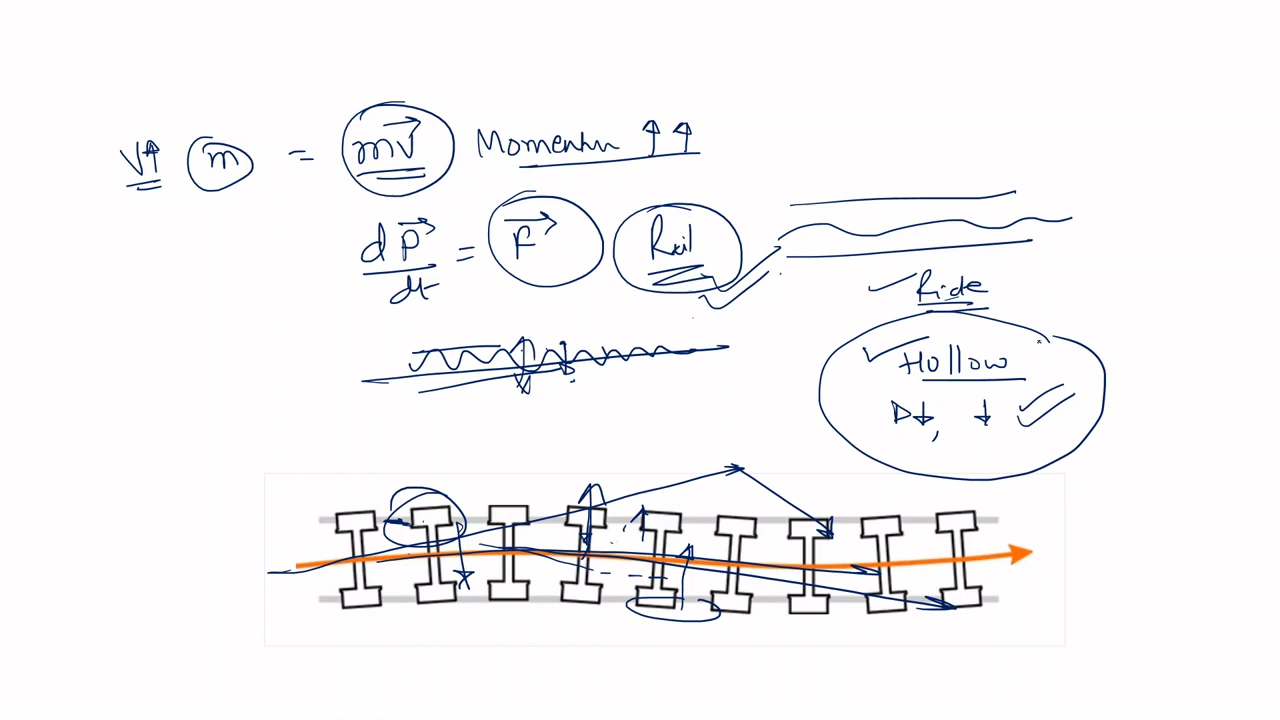 V↑ m = mv⃗ Momentum ↑↑
dP⃗/dt = F⃗ Rail
Ride
Hollow
D↓, ↓